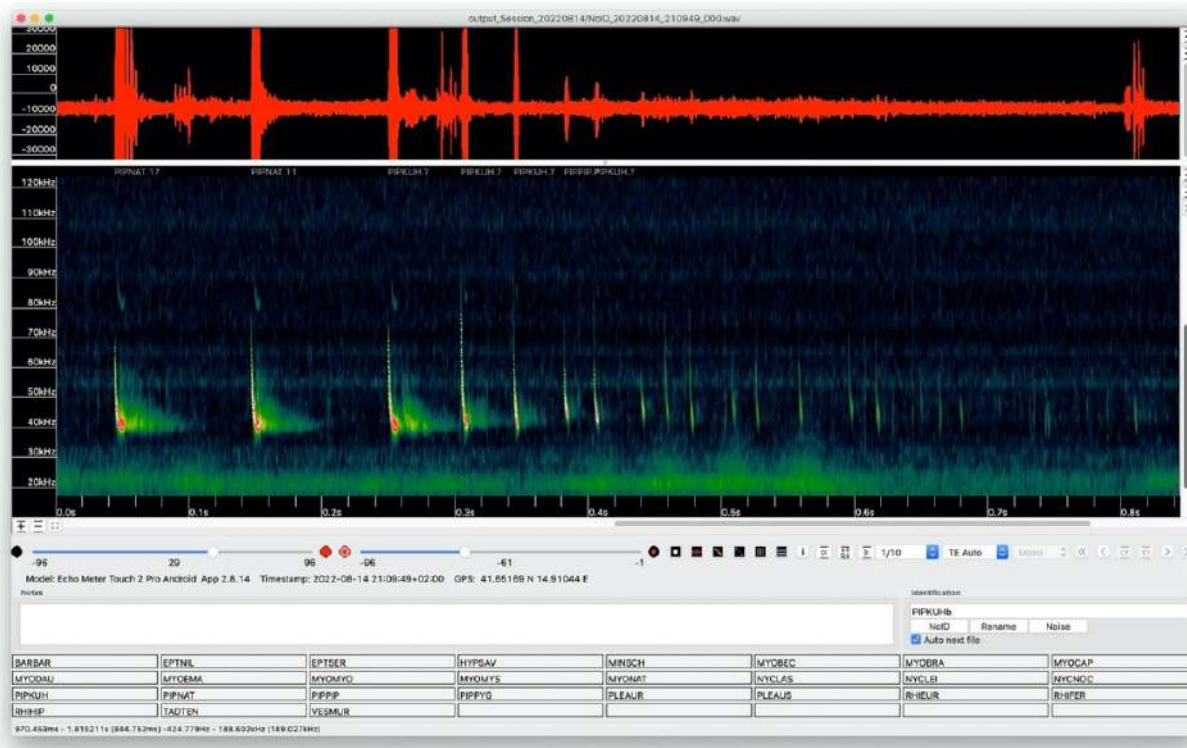 output_Session_20220814/NoID_20220814_210949_000.wav
30000
20000
10000
0
-10000
-20000
-30000
PIPNAT.17 PIPNAT.11 PIPKUH.7 PIPKUH.7 PIPKUH.7 PIPKUH.7
120kHz
110kHz
100kHz
90kHz
80kHz
70kHz
60kHz
50kHz
40kHz
30kHz
20kHz
0.0s 0.1s 0.2s 0.3s 0.4s 0.5s 0.6s 0.7s 0.8s
-96 29 96 -96 -61 -1
1/10 TE Auto Mono
Model: Echo Meter Touch 2 Pro Android App 2.8.14 Timestamp: 2022-08-14 21:09:49+02:00 GPS: 41.65169 N 14.91044 E
Notes Identification
PIPKUHb
NoID Rename Noise
Auto next file
BARBAR EPTNIL EPTSER HYPSAV MINSCH MYOBEC MYOBRA MYOCAP
MYODAU MYOEMA MYOMYO MYOMYS MYONAT NYCLAS NYCLEI NYCNOC
PIPKUH PIPNAT PIPPIP PIPPYG PLEAUR PLEAUS RHIEUR RHIFER
RHIHIP TADTEN VESMUR